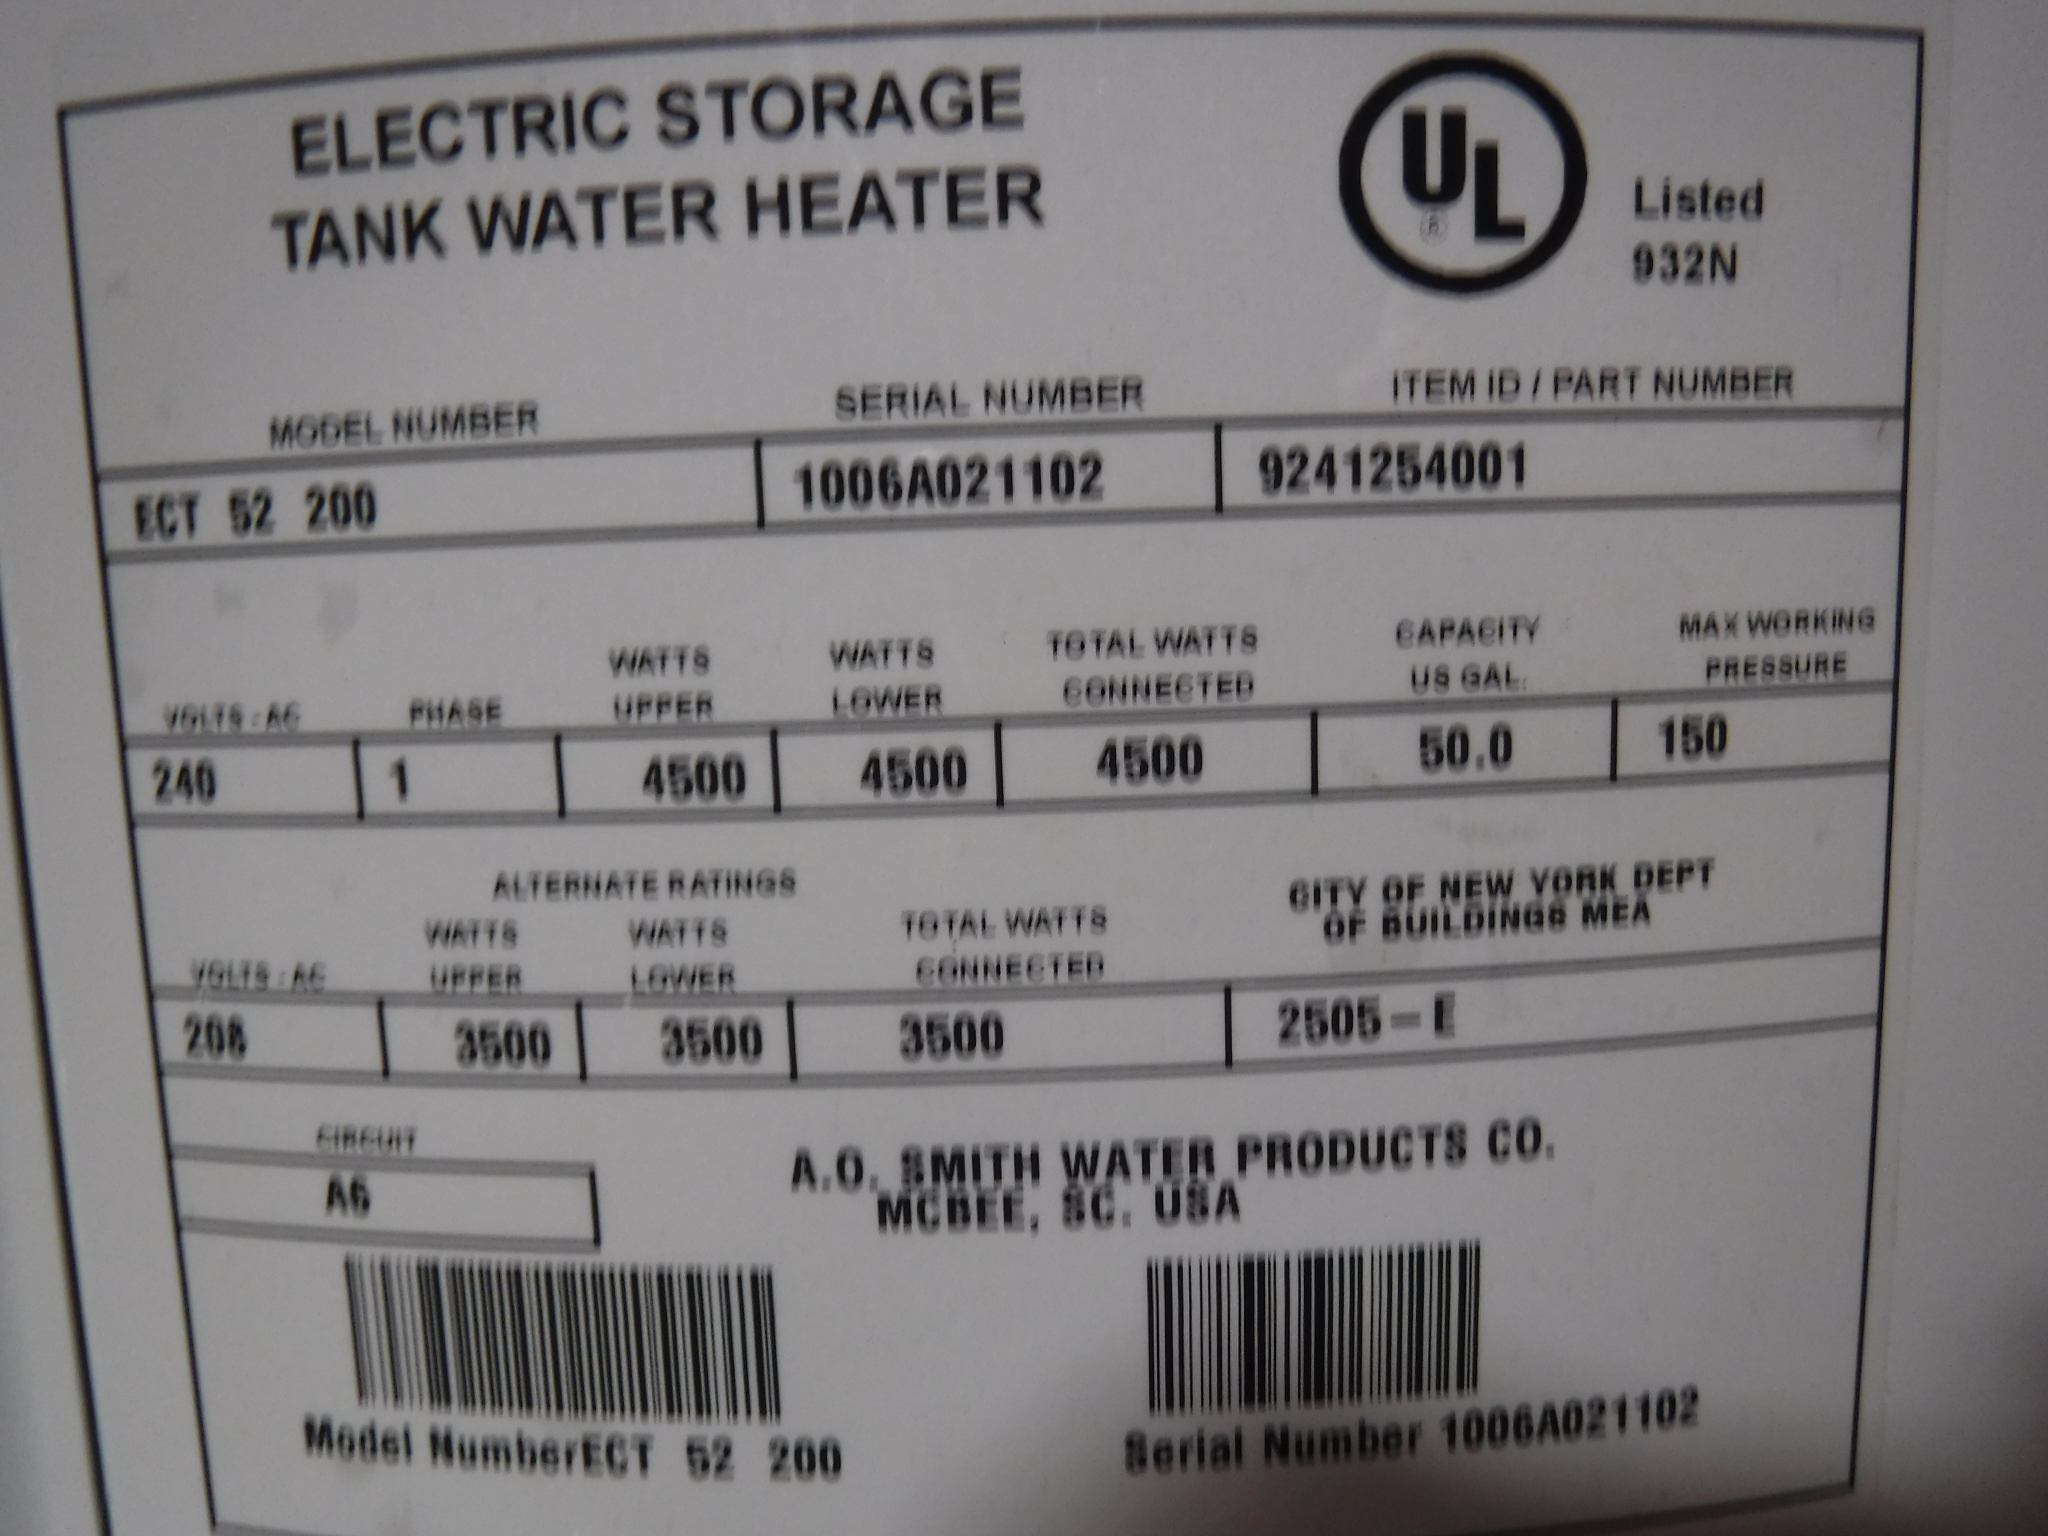 ELECTRIC STORAGE
TANK WATER HEATER
UL
®
Listed
932N
MODEL NUMBER SERIAL NUMBER ITEM ID / PART NUMBER
ECT 52 200 1006A021102 9241254001
WATTS WATTS TOTAL WATTS CAPACITY MAX WORKING
VOLTS - AC PHASE UPPER LOWER CONNECTED US GAL. PRESSURE
240 1 4500 4500 4500 50.0 150
ALTERNATE RATINGS
CITY OF NEW YORK DEPT
OF BUILDINGS MEA
WATTS WATTS TOTAL WATTS
VOLTS - AC UPPER LOWER CONNECTED
208 3500 3500 3500 2505-E
CIRCUIT
A6
A.O. SMITH WATER PRODUCTS CO.
MCBEE, SC. USA
Model NumberECT 52 200
Serial Number 1006A021102